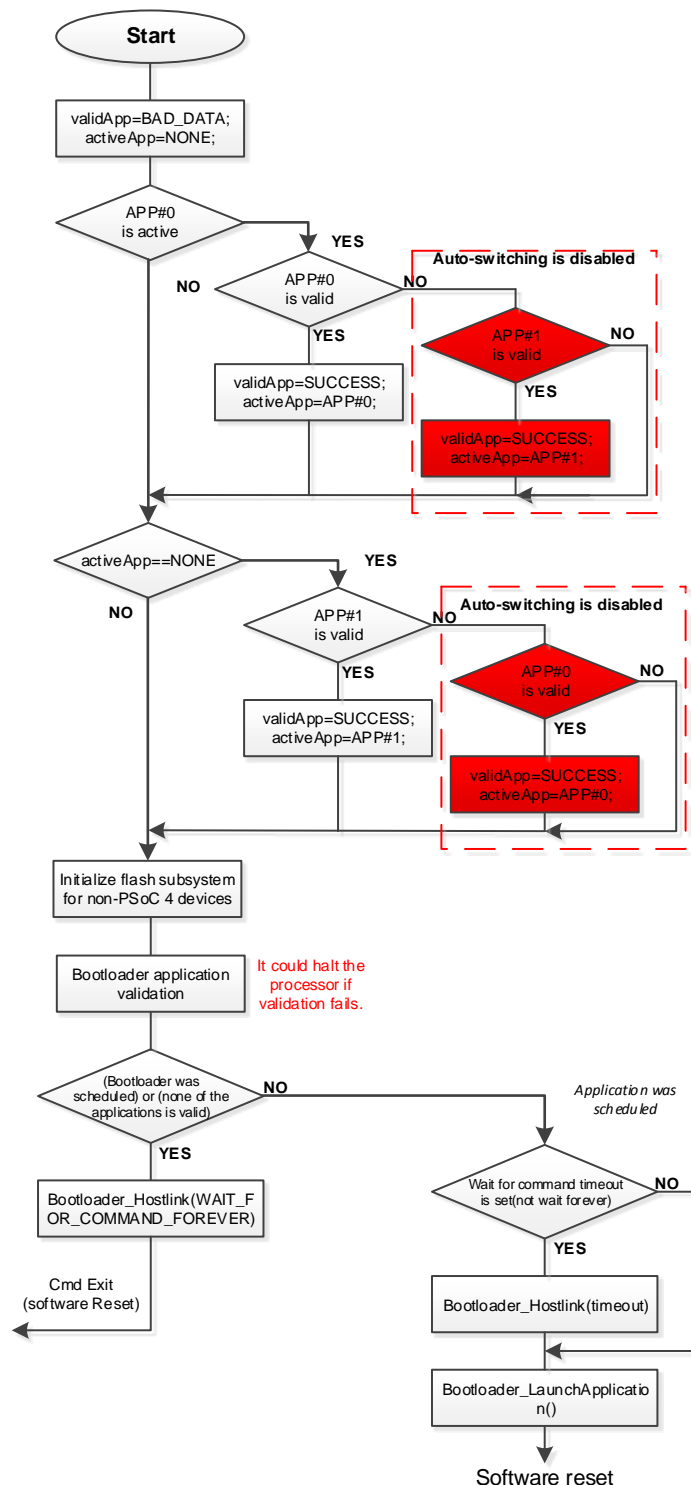 Start
validApp=BAD_DATA;
activeApp=NONE;
APP#0
is active
YES
NO
APP#0
is valid
NO
YES
validApp=SUCCESS;
activeApp=APP#0;
Auto-switching is disabled
APP#1
is valid
NO
YES
validApp=SUCCESS;
activeApp=APP#1;
activeApp==NONE
YES
NO
APP#1
is valid
NO
YES
validApp=SUCCESS;
activeApp=APP#1;
Auto-switching is disabled
APP#0
is valid
NO
YES
validApp=SUCCESS;
activeApp=APP#0;
Initialize flash subsystem
for non-PSoC 4 devices
Bootloader application
validation
It could halt the
processor if
validation fails.
(Bootloader was
scheduled) or (none of the
applications is valid)
NO
YES
Application was
scheduled
Bootloader_Hostlink(WAIT_F
OR_COMMAND_FOREVER)
Cmd Exit
(software Reset)
Wait for command timeout
is set(not wait forever)
NO
YES
Bootloader_Hostlink(timeout)
Bootloader_LaunchApplicatio
n()
Software reset